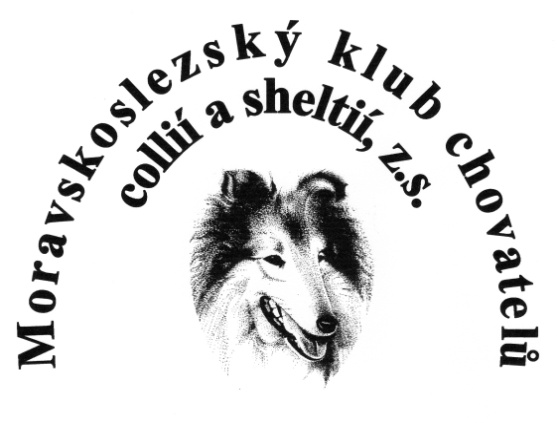 Moravskoslezský klub chovatelů
collií a sheltií, z.s.